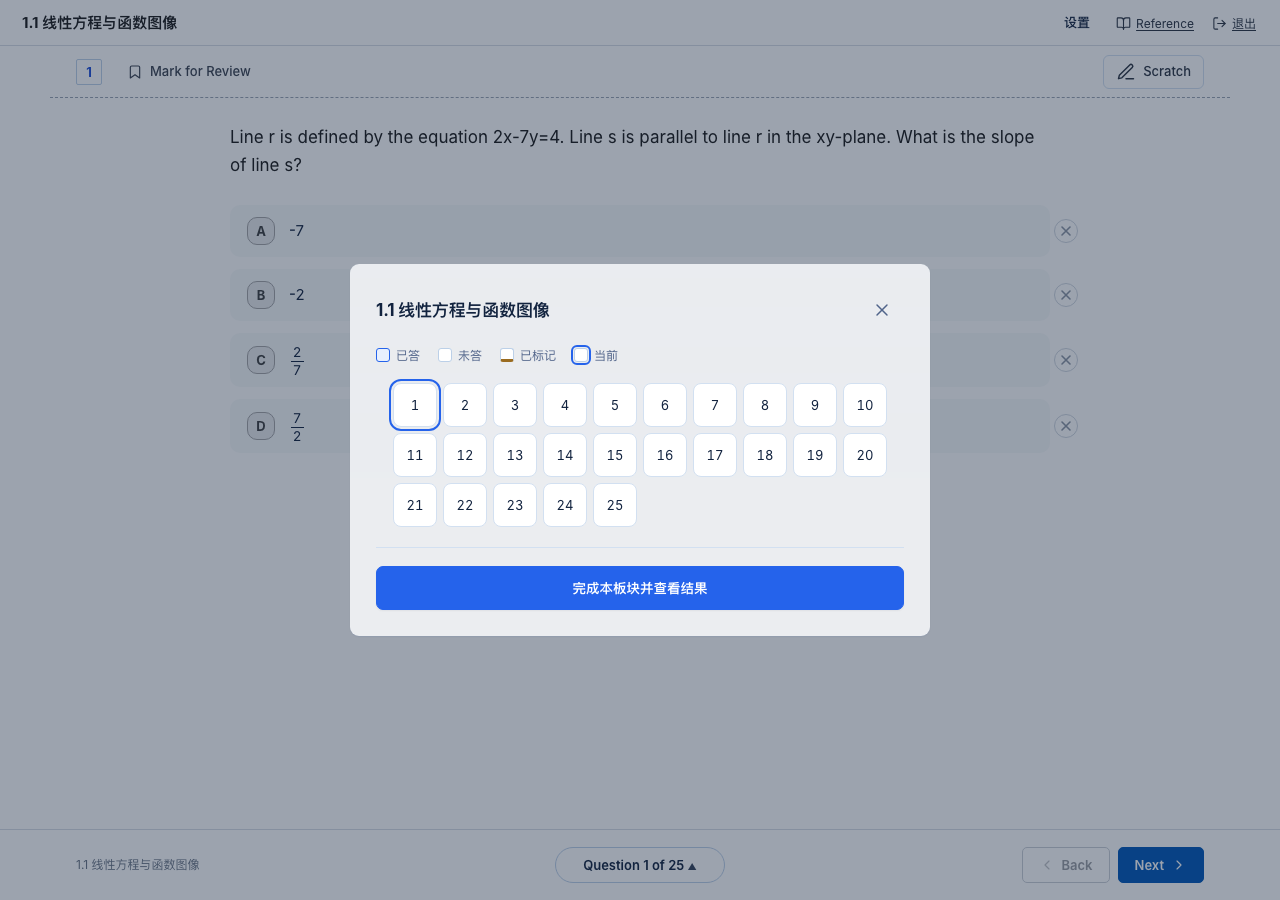 1.1 线性方程与函数图像
设置
Reference
退出
1
Mark for Review
Scratch
Line r is defined by the equation 2x-7y=4. Line s is parallel to line r in the xy-plane. What is the slope
of line s?
A -7
B -2
C 2/7
D 7/2
1.1 线性方程与函数图像
已答 未答 已标记 当前
1 2 3 4 5 6 7 8 9 10
11 12 13 14 15 16 17 18 19 20
21 22 23 24 25
完成本板块并查看结果
1.1 线性方程与函数图像
Question 1 of 25 ▲
Back
Next